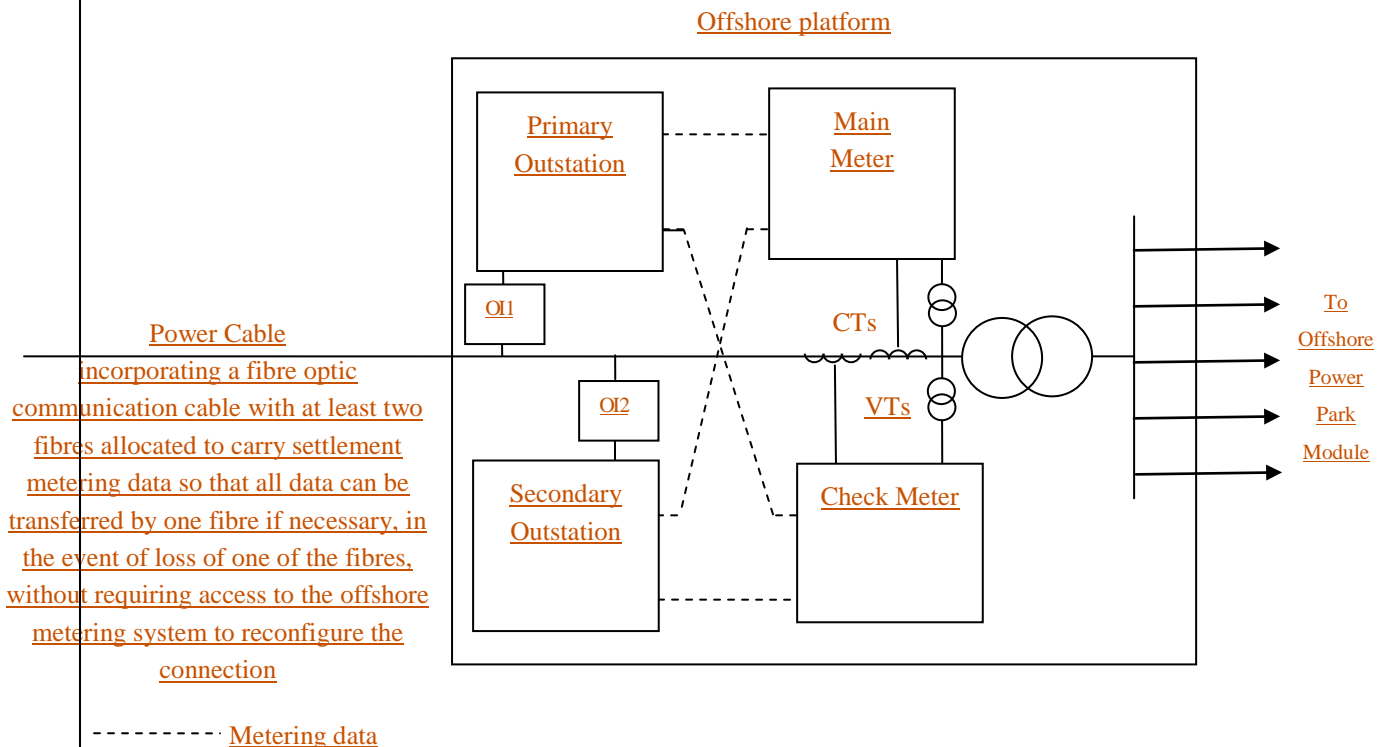 Offshore platform
Primary
Outstation
Main
Meter
OI1
CTs
Power Cable
incorporating a fibre optic
communication cable with at least two
fibres allocated to carry settlement
metering data so that all data can be
transferred by one fibre if necessary, in
the event of loss of one of the fibres,
without requiring access to the offshore
metering system to reconfigure the
connection
OI2
VTs
Secondary
Outstation
Check Meter
To
Offshore
Power
Park
Module
Metering data